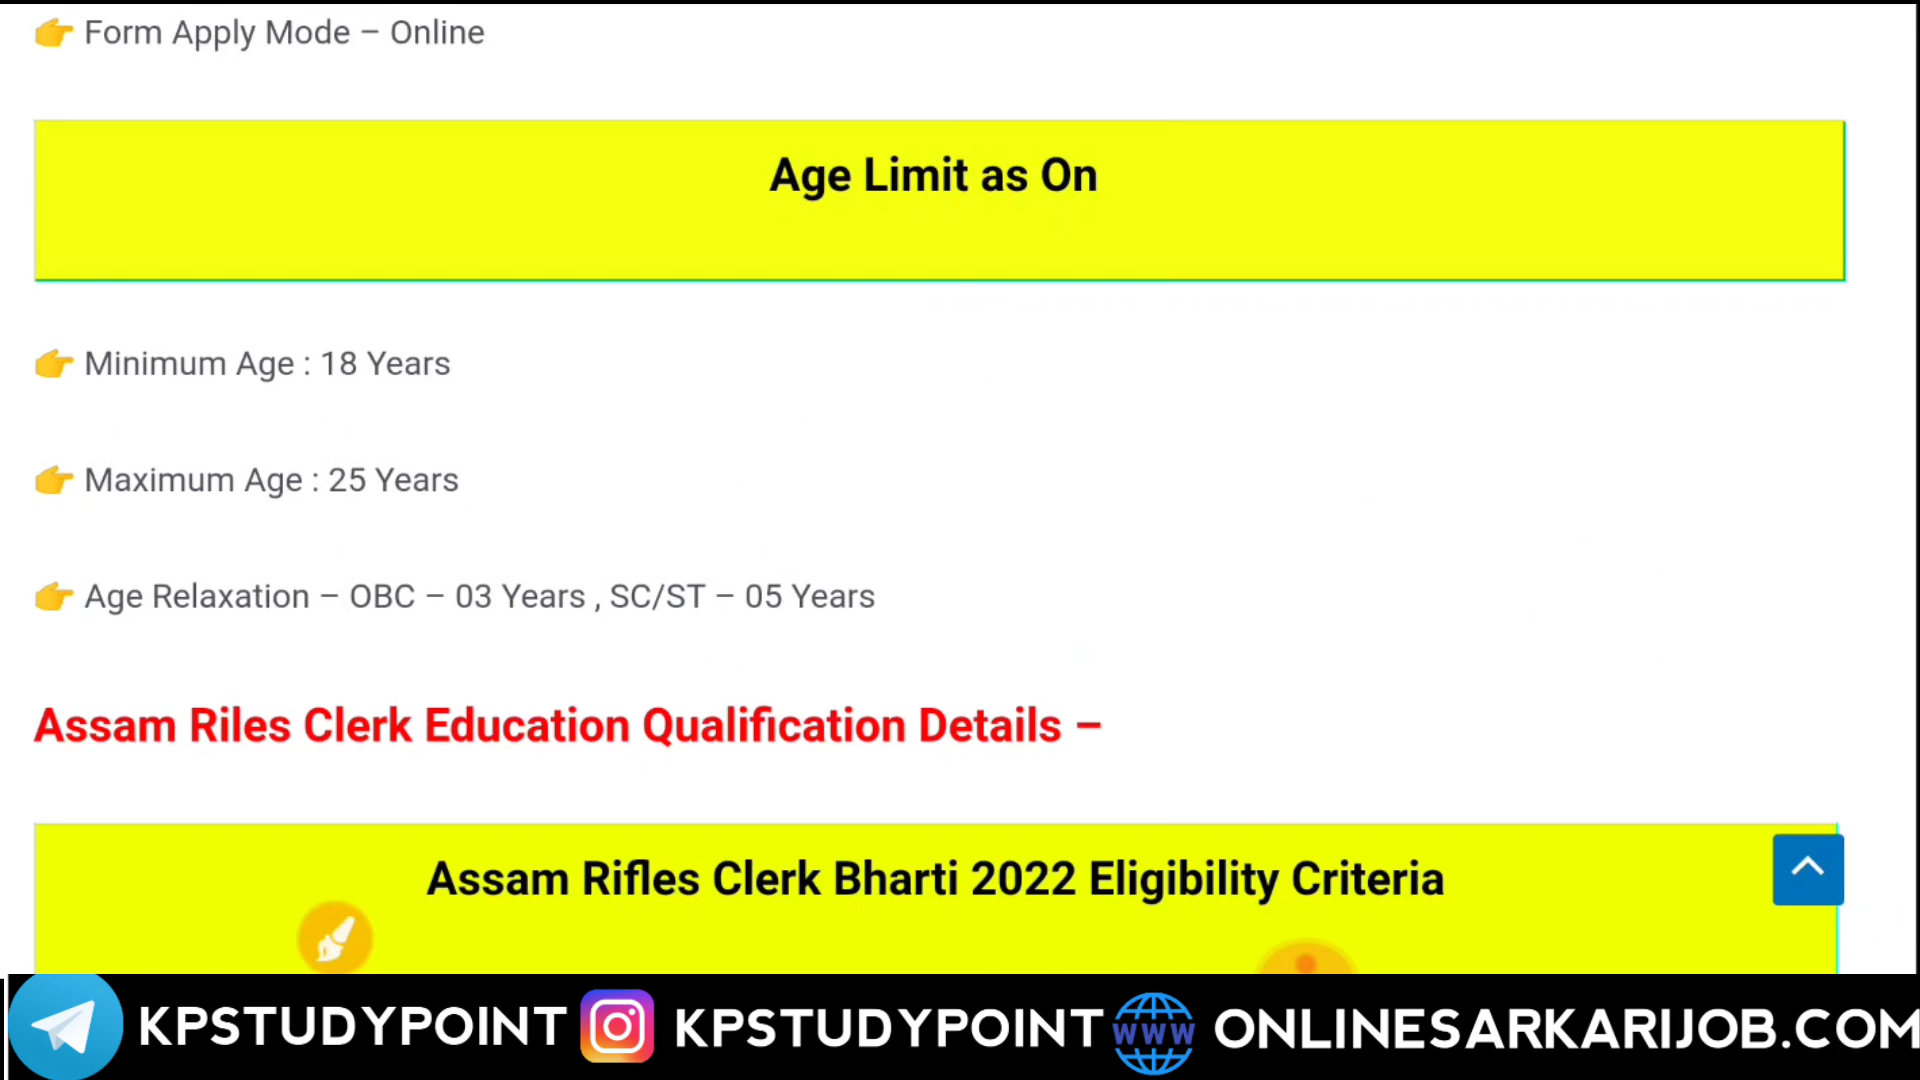 👉 Form Apply Mode – Online
Age Limit as On
👉 Minimum Age : 18 Years
👉 Maximum Age : 25 Years
👉 Age Relaxation – OBC – 03 Years , SC/ST – 05 Years
Assam Riles Clerk Education Qualification Details –
Assam Rifles Clerk Bharti 2022 Eligibility Criteria
KPSTUDYPOINT KPSTUDYPOINT WWW ONLINESARKARIJOB.COM